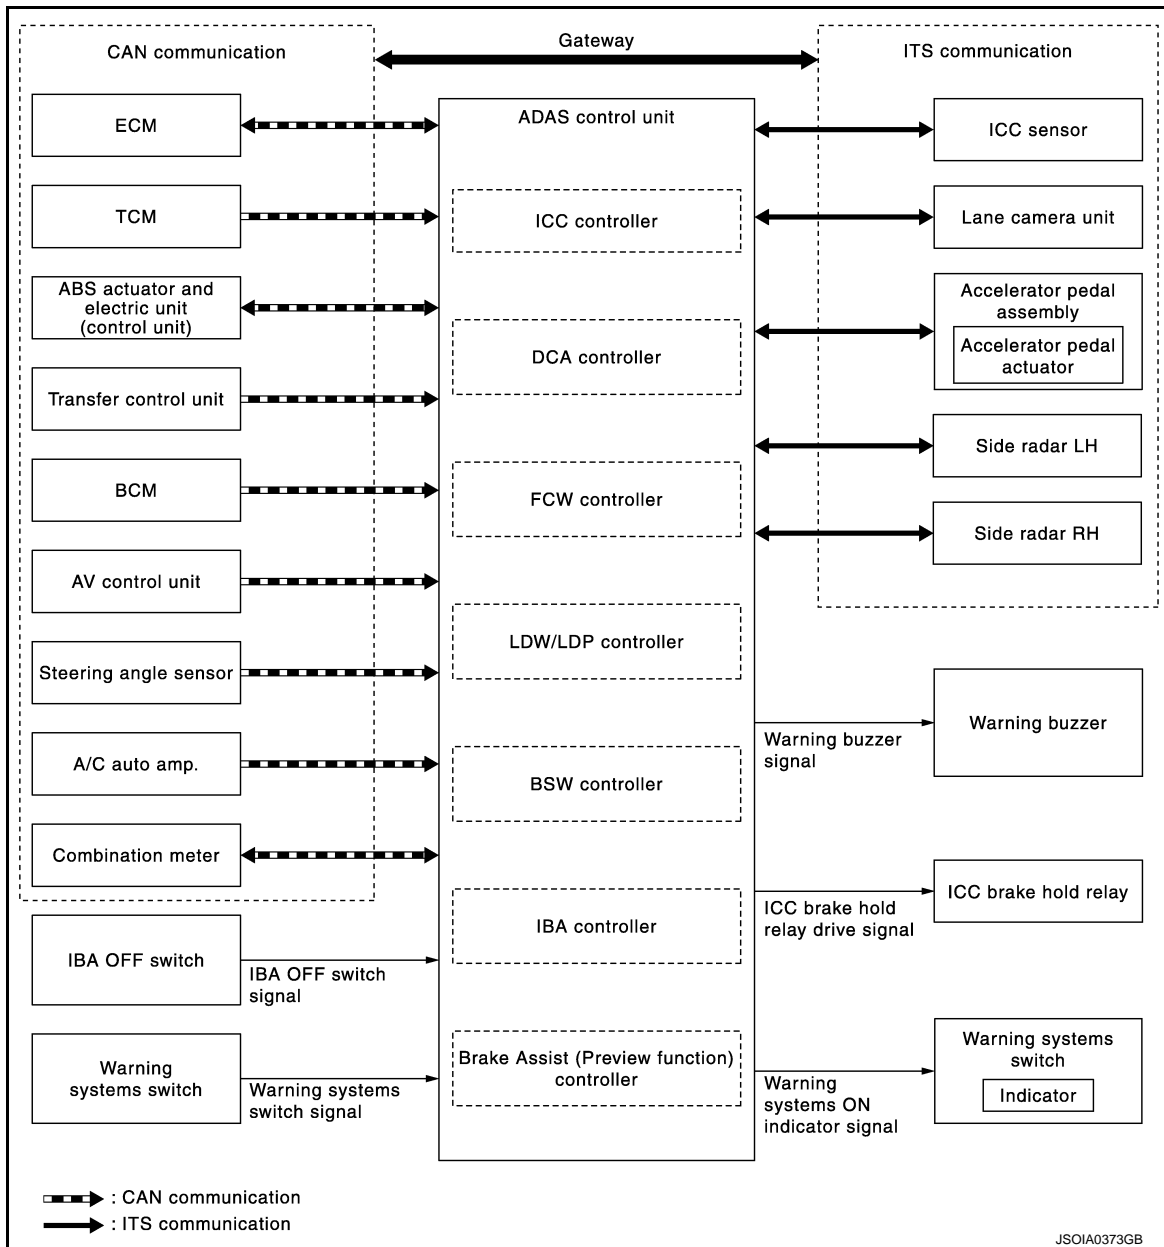 CAN communication
Gateway
ITS communication
ECM
TCM
ABS actuator and
electric unit
(control unit)
Transfer control unit
BCM
AV control unit
Steering angle sensor
A/C auto amp.
Combination meter
IBA OFF switch
IBA OFF switch
signal
Warning
systems switch
Warning systems
switch signal
ADAS control unit
ICC controller
DCA controller
FCW controller
LDW/LDP controller
BSW controller
IBA controller
Brake Assist (Preview function)
controller
ICC sensor
Lane camera unit
Accelerator pedal
assembly
Accelerator pedal
actuator
Side radar LH
Side radar RH
Warning buzzer
signal
Warning buzzer
ICC brake hold
relay drive signal
ICC brake hold relay
Warning
systems ON
indicator signal
Warning systems
switch
Indicator
: CAN communication
: ITS communication
JSOIA0373GB